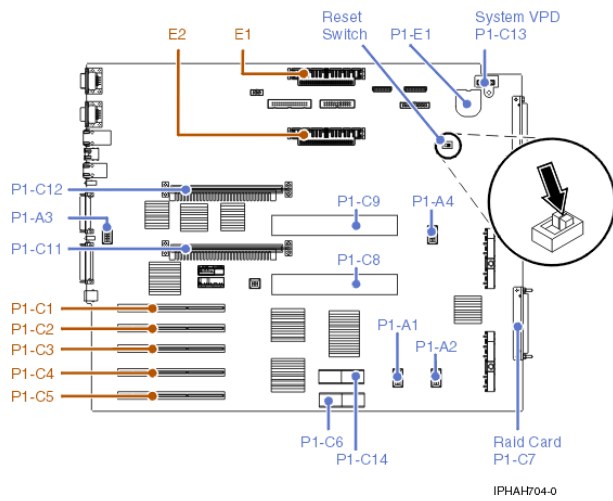 Reset
Switch
System VPD
P1-C13
E2
E1
P1-E1
P1-C12
P1-A3
P1-C11
P1-C9
P1-A4
P1-C8
P1-C1
P1-C2
P1-C3
P1-C4
P1-C5
P1-A1
P1-A2
P1-C6
P1-C14
Raid Card
P1-C7
IPHAH704-0